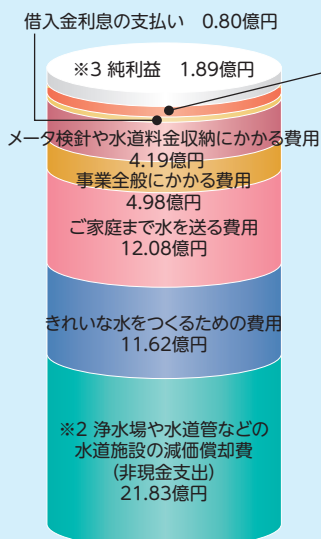 借入金利息の支払い 0.80億円
※3 純利益 1.89億円
メータ検針や水道料金収納にかかる費用
4.19億円
事業全般にかかる費用
4.98億円
ご家庭まで水を送る費用
12.08億円
きれいな水をつくるための費用
11.62億円
※2 浄水場や水道管などの
水道施設の減価償却費
(非現金支出)
21.83億円